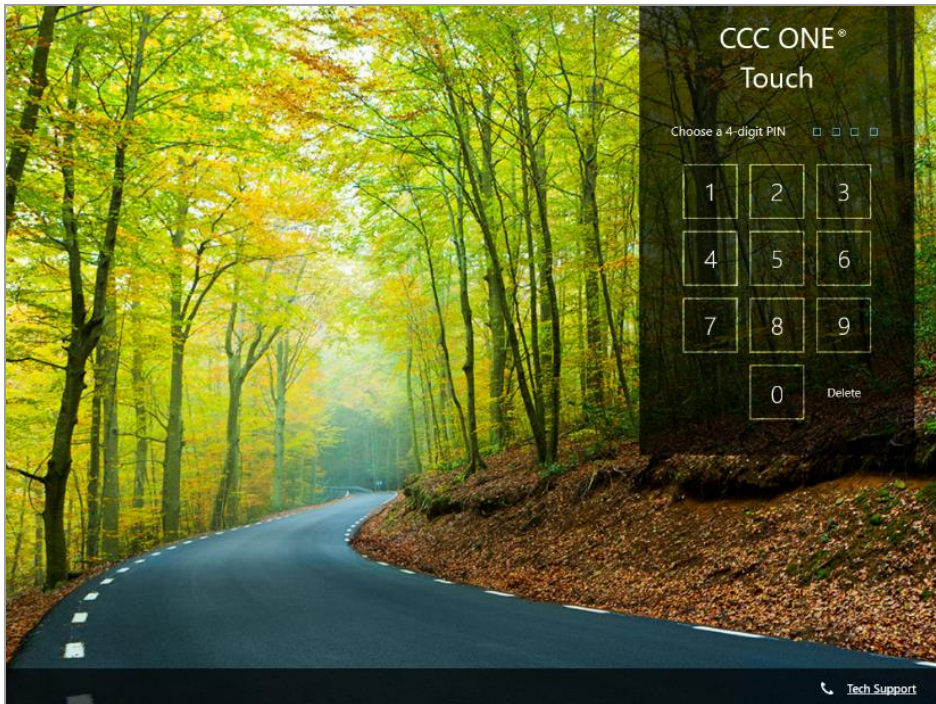 CCC ONE®
Touch
Choose a 4-digit PIN
1 2 3
4 5 6
7 8 9
0 Delete
Tech Support